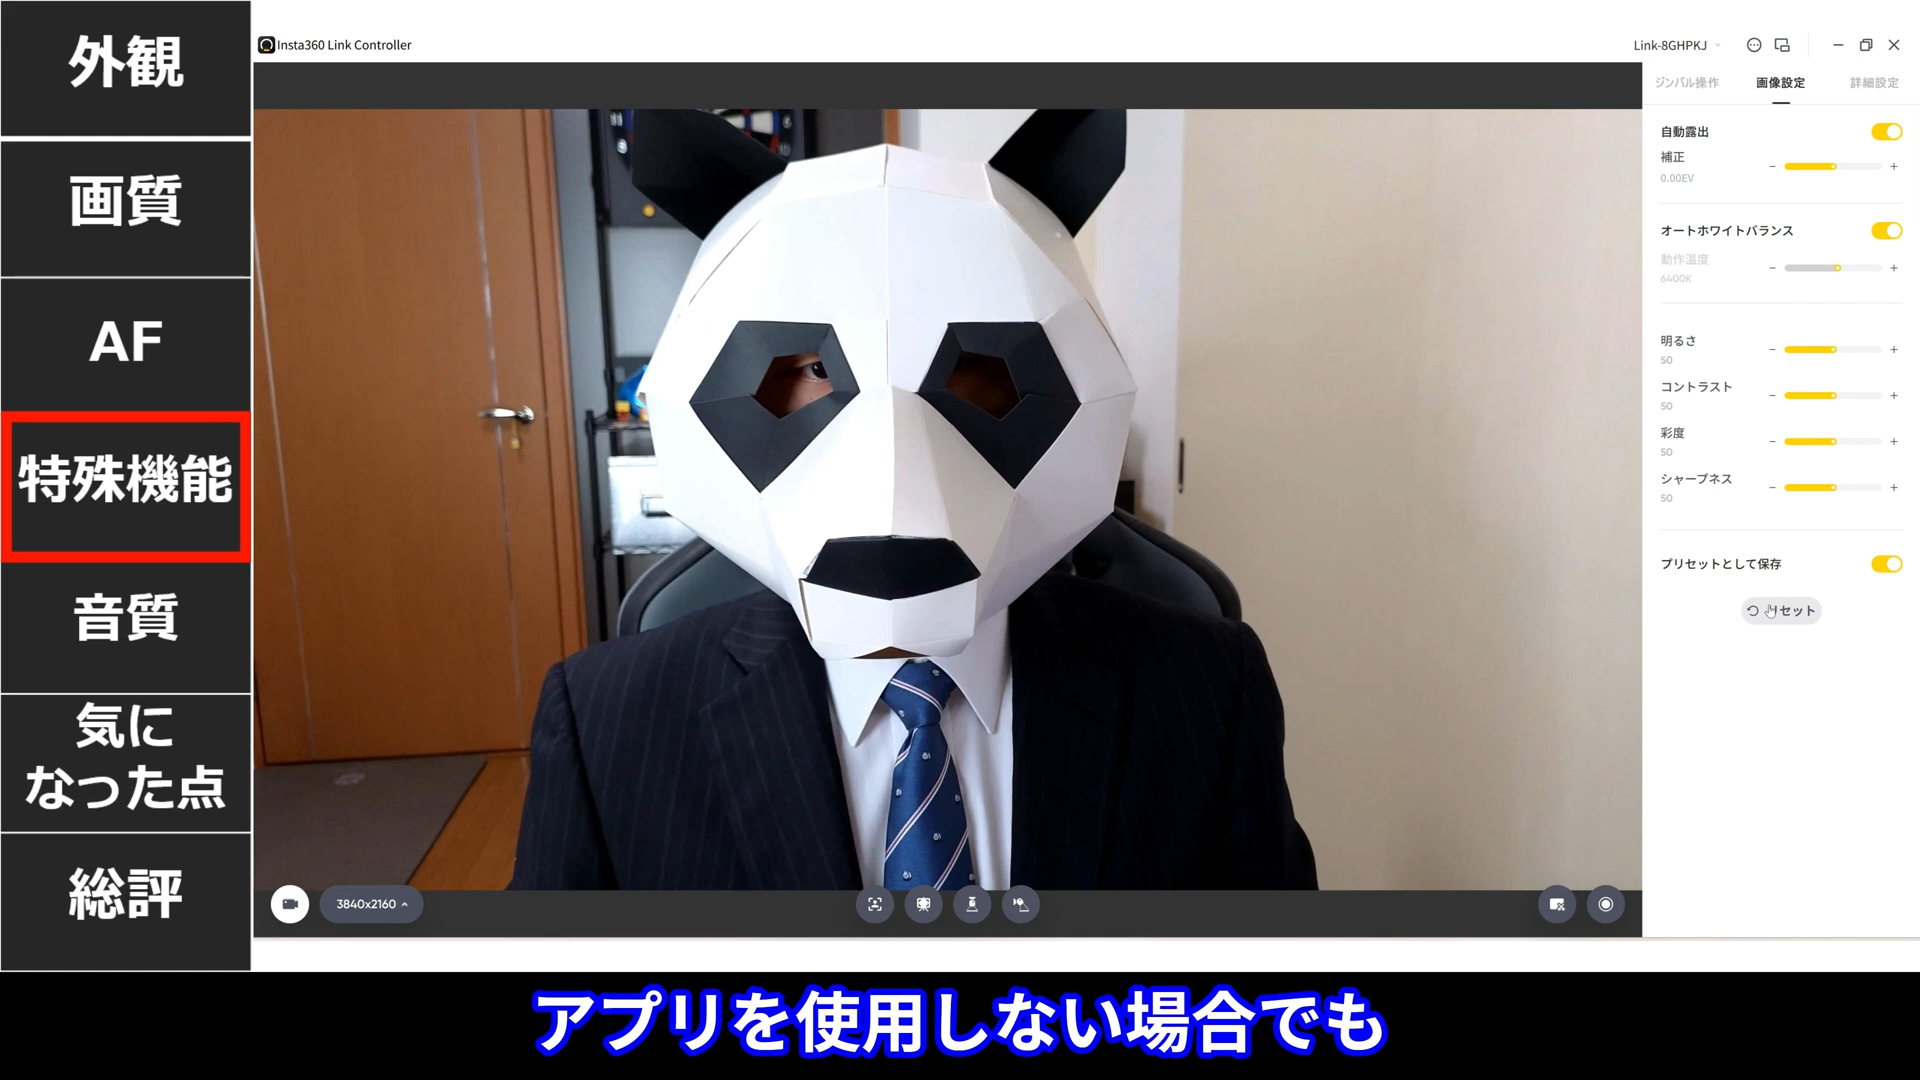 外観
画質
AF
特殊機能
音質
気に
なった点
総評
Insta360 Link Controller
Link-8GHPKJ
ジンバル操作 画像設定 詳細設定
自動露出
補正
0.00EV
オートホワイトバランス
動作温度
6400K
明るさ
50
コントラスト
50
彩度
50
シャープネス
50
プリセットとして保存
リセット
3840x2160
アプリを使用しない場合でも